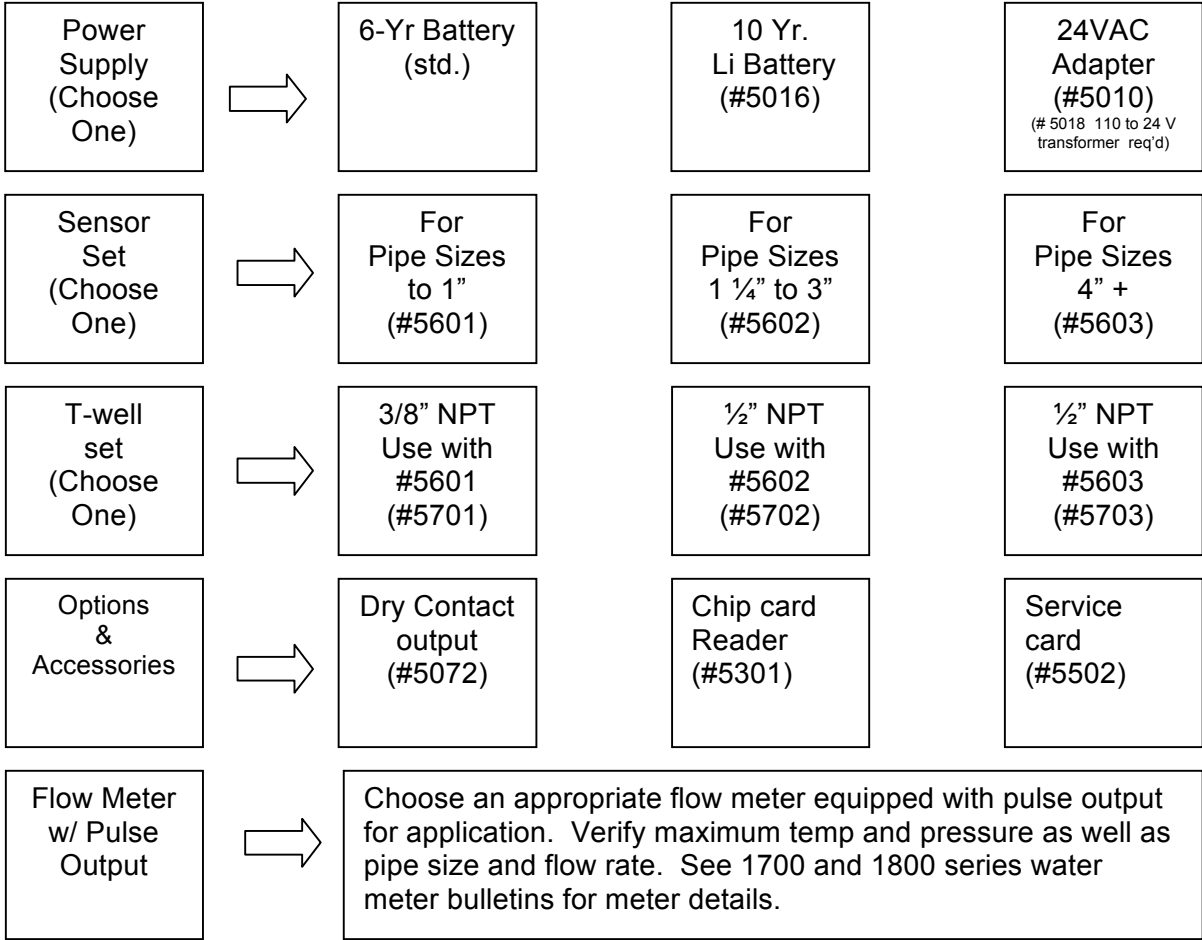 Power
Supply
(Choose
One)
6-Yr Battery
(std.)
10 Yr.
Li Battery
(#5016)
24VAC
Adapter
(#5010)
(# 5018 110 to 24 V
transformer req’d)
Sensor
Set
(Choose
One)
For
Pipe Sizes
to 1”
(#5601)
For
Pipe Sizes
1 ¼” to 3”
(#5602)
For
Pipe Sizes
4” +
(#5603)
T-well
set
(Choose
One)
3/8” NPT
Use with
#5601
(#5701)
½” NPT
Use with
#5602
(#5702)
½” NPT
Use with
#5603
(#5703)
Options
&
Accessories
Dry Contact
output
(#5072)
Chip card
Reader
(#5301)
Service
card
(#5502)
Flow Meter
w/ Pulse
Output
Choose an appropriate flow meter equipped with pulse output
for application. Verify maximum temp and pressure as well as
pipe size and flow rate. See 1700 and 1800 series water
meter bulletins for meter details.